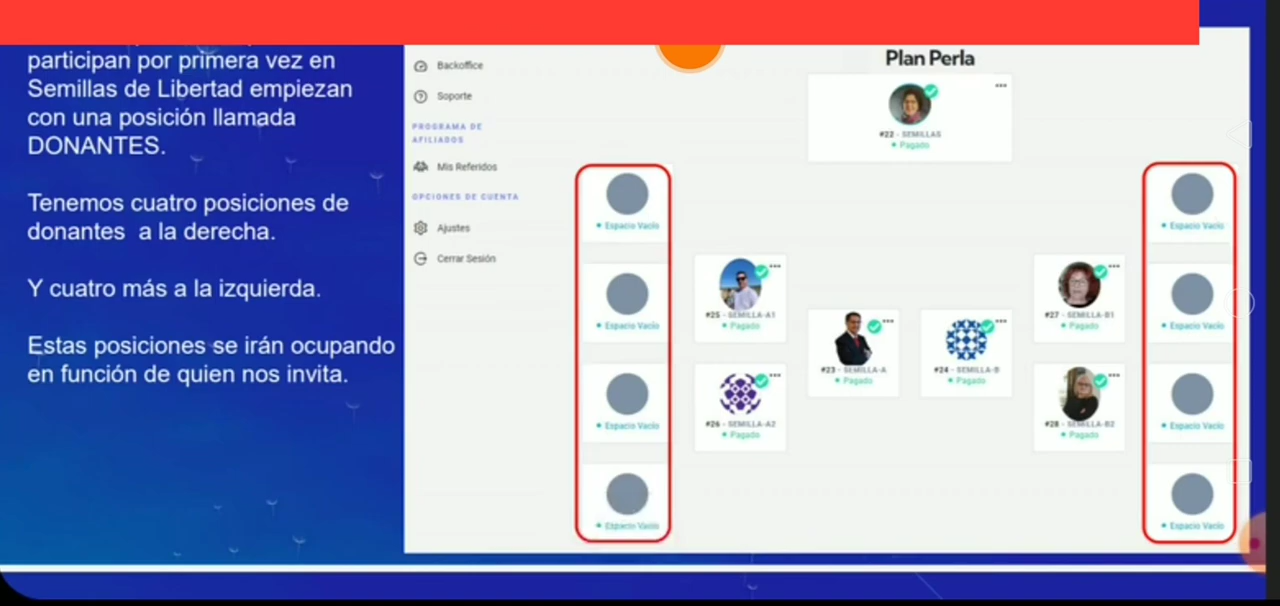 participan por primera vez en
Semillas de Libertad empiezan
con una posición llamada
DONANTES.
Tenemos cuatro posiciones de
donantes a la derecha.
Y cuatro más a la izquierda.
Estas posiciones se irán ocupando
en función de quien nos invita.
Backoffice
Soporte
PROGRAMA DE
AFILIADOS
Mis Referidos
OPCIONES DE CUENTA
Ajustes
Cerrar Sesión
Plan Perla
#22 - SEMILLAS
Pagado
Espacio Vacío
Espacio Vacío
Espacio Vacío
Espacio Vacío
#25 - SEMILLA-A1
Pagado
#26 - SEMILLA-A2
Pagado
#23 - SEMILLA-A
Pagado
#24 - SEMILLA-B
Pagado
#27 - SEMILLA-B1
Pagado
#28 - SEMILLA-B2
Pagado
Espacio Vacío
Espacio Vacío
Espacio Vacío
Espacio Vacío